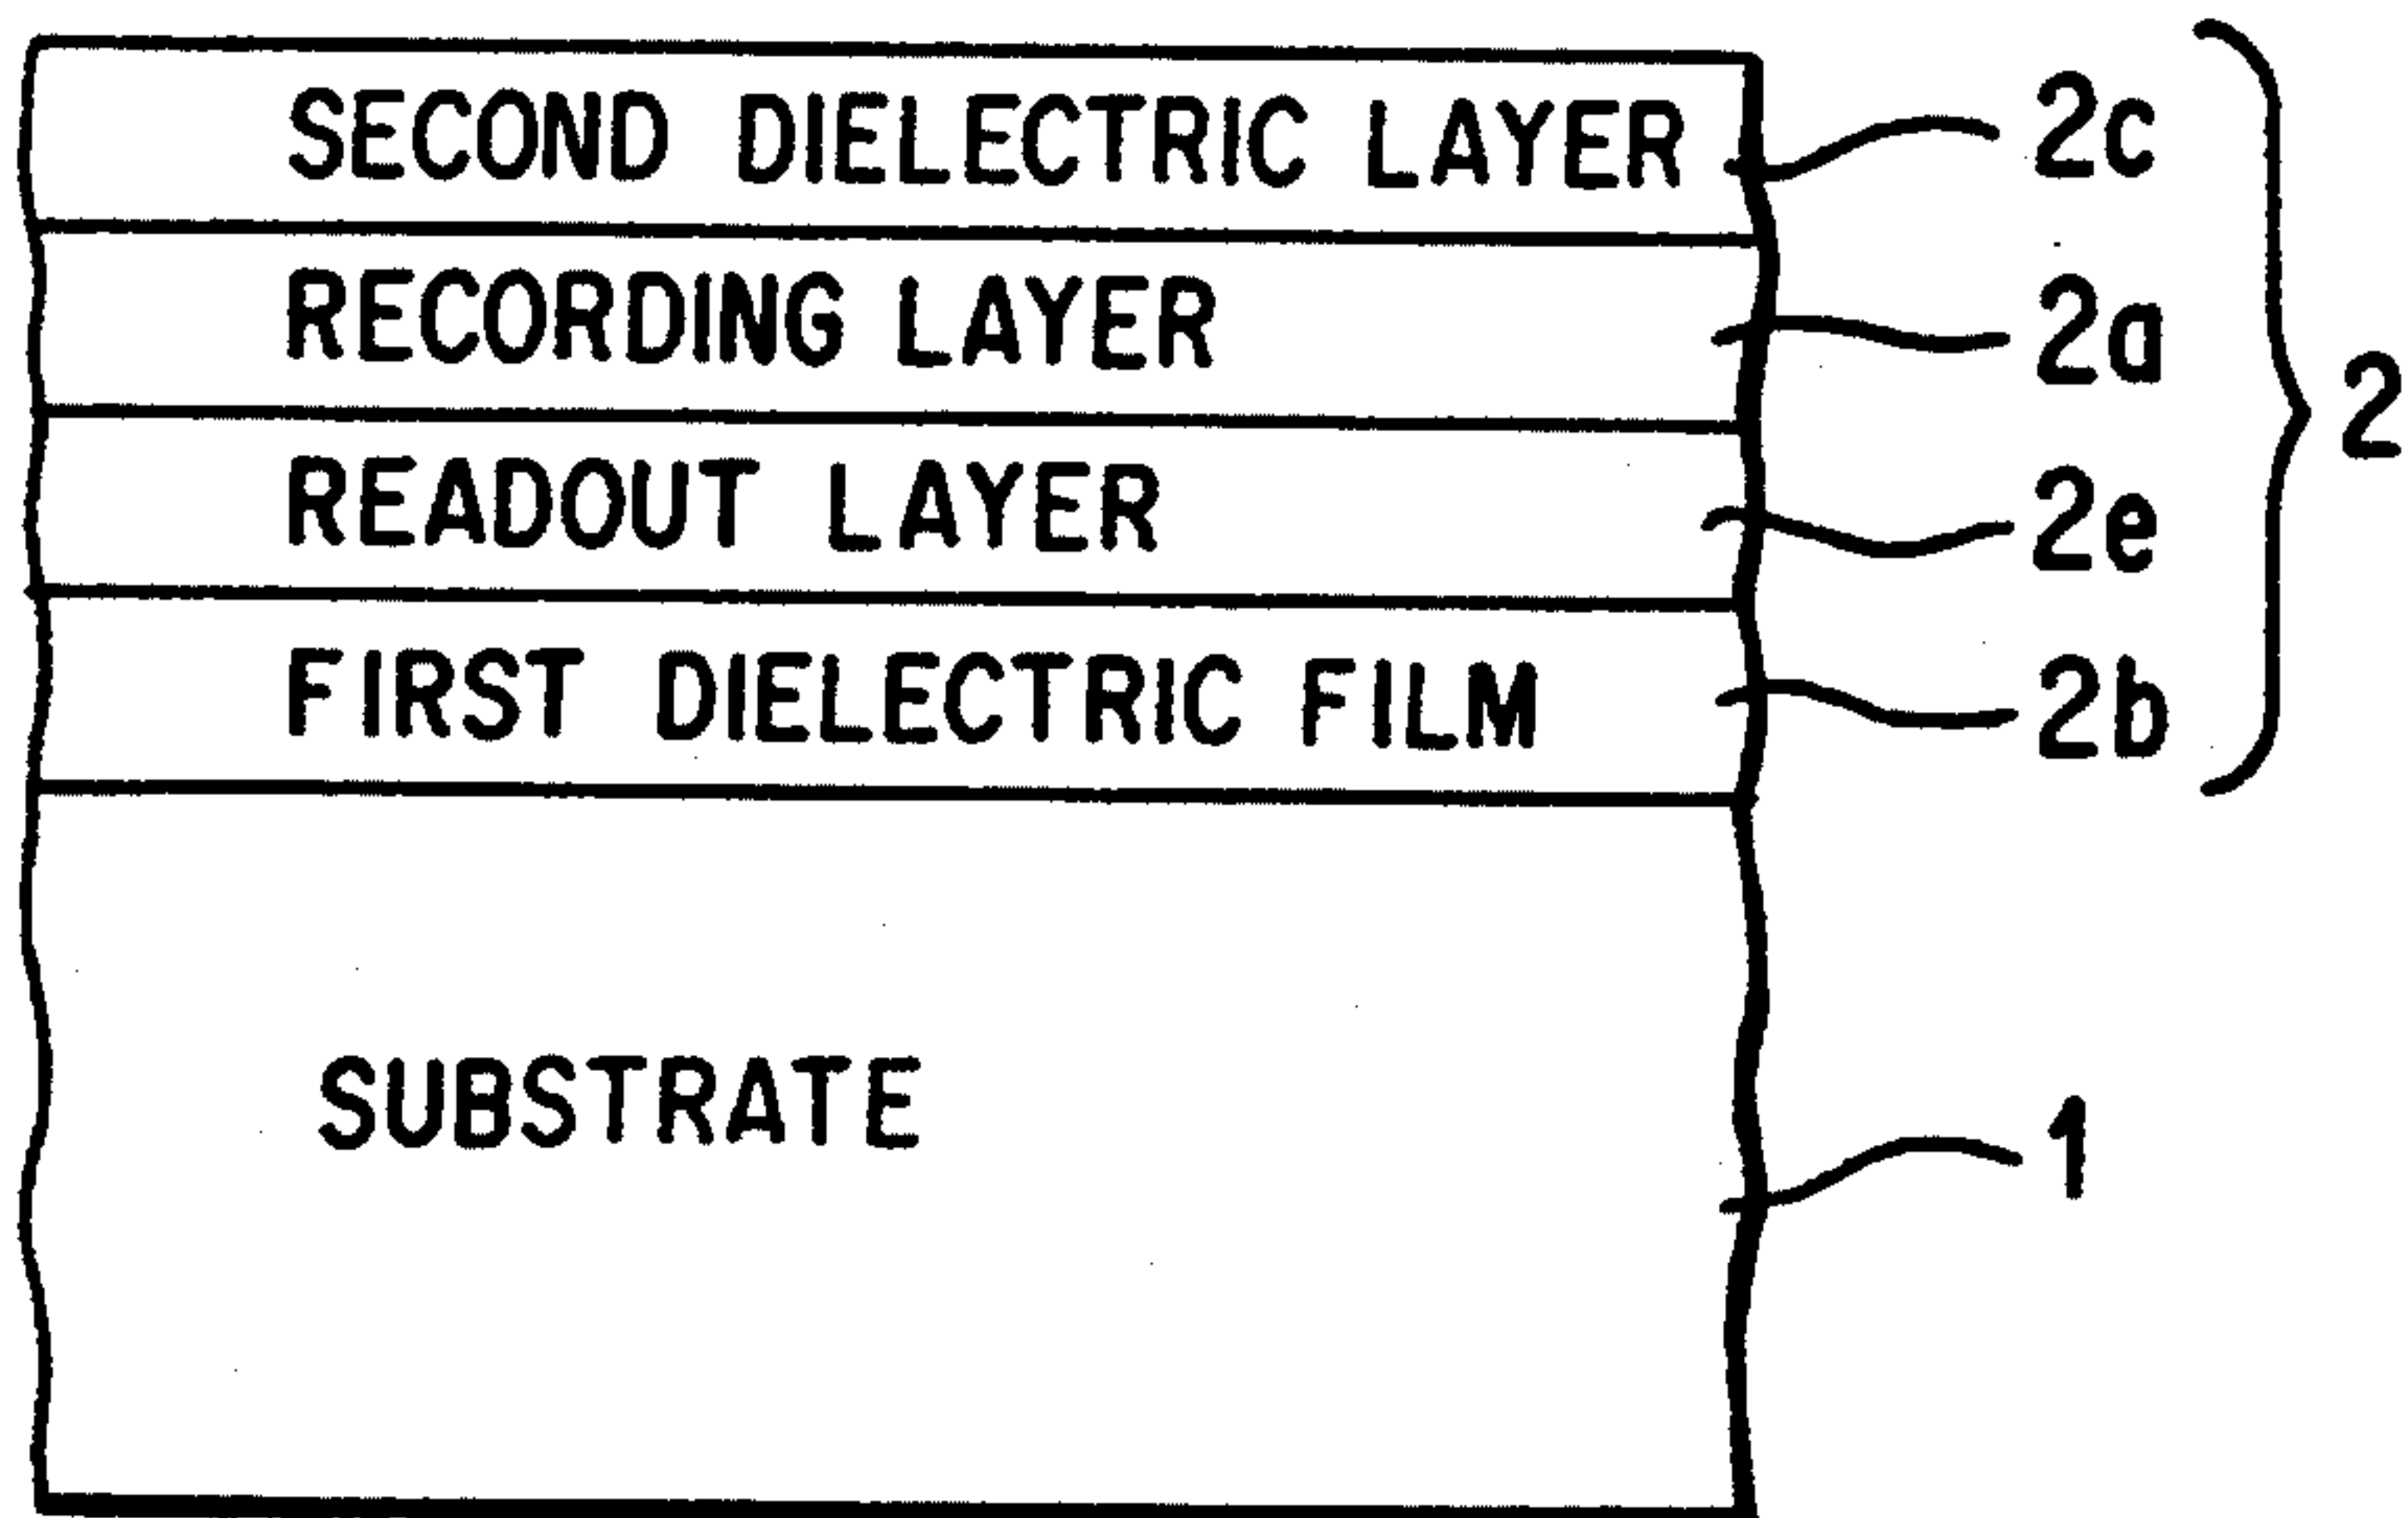 SECOND DIELECTRIC LAYER 2c
RECORDING LAYER 2a
2
READOUT LAYER 2e
FIRST DIELECTRIC FILM 2b
SUBSTRATE 1